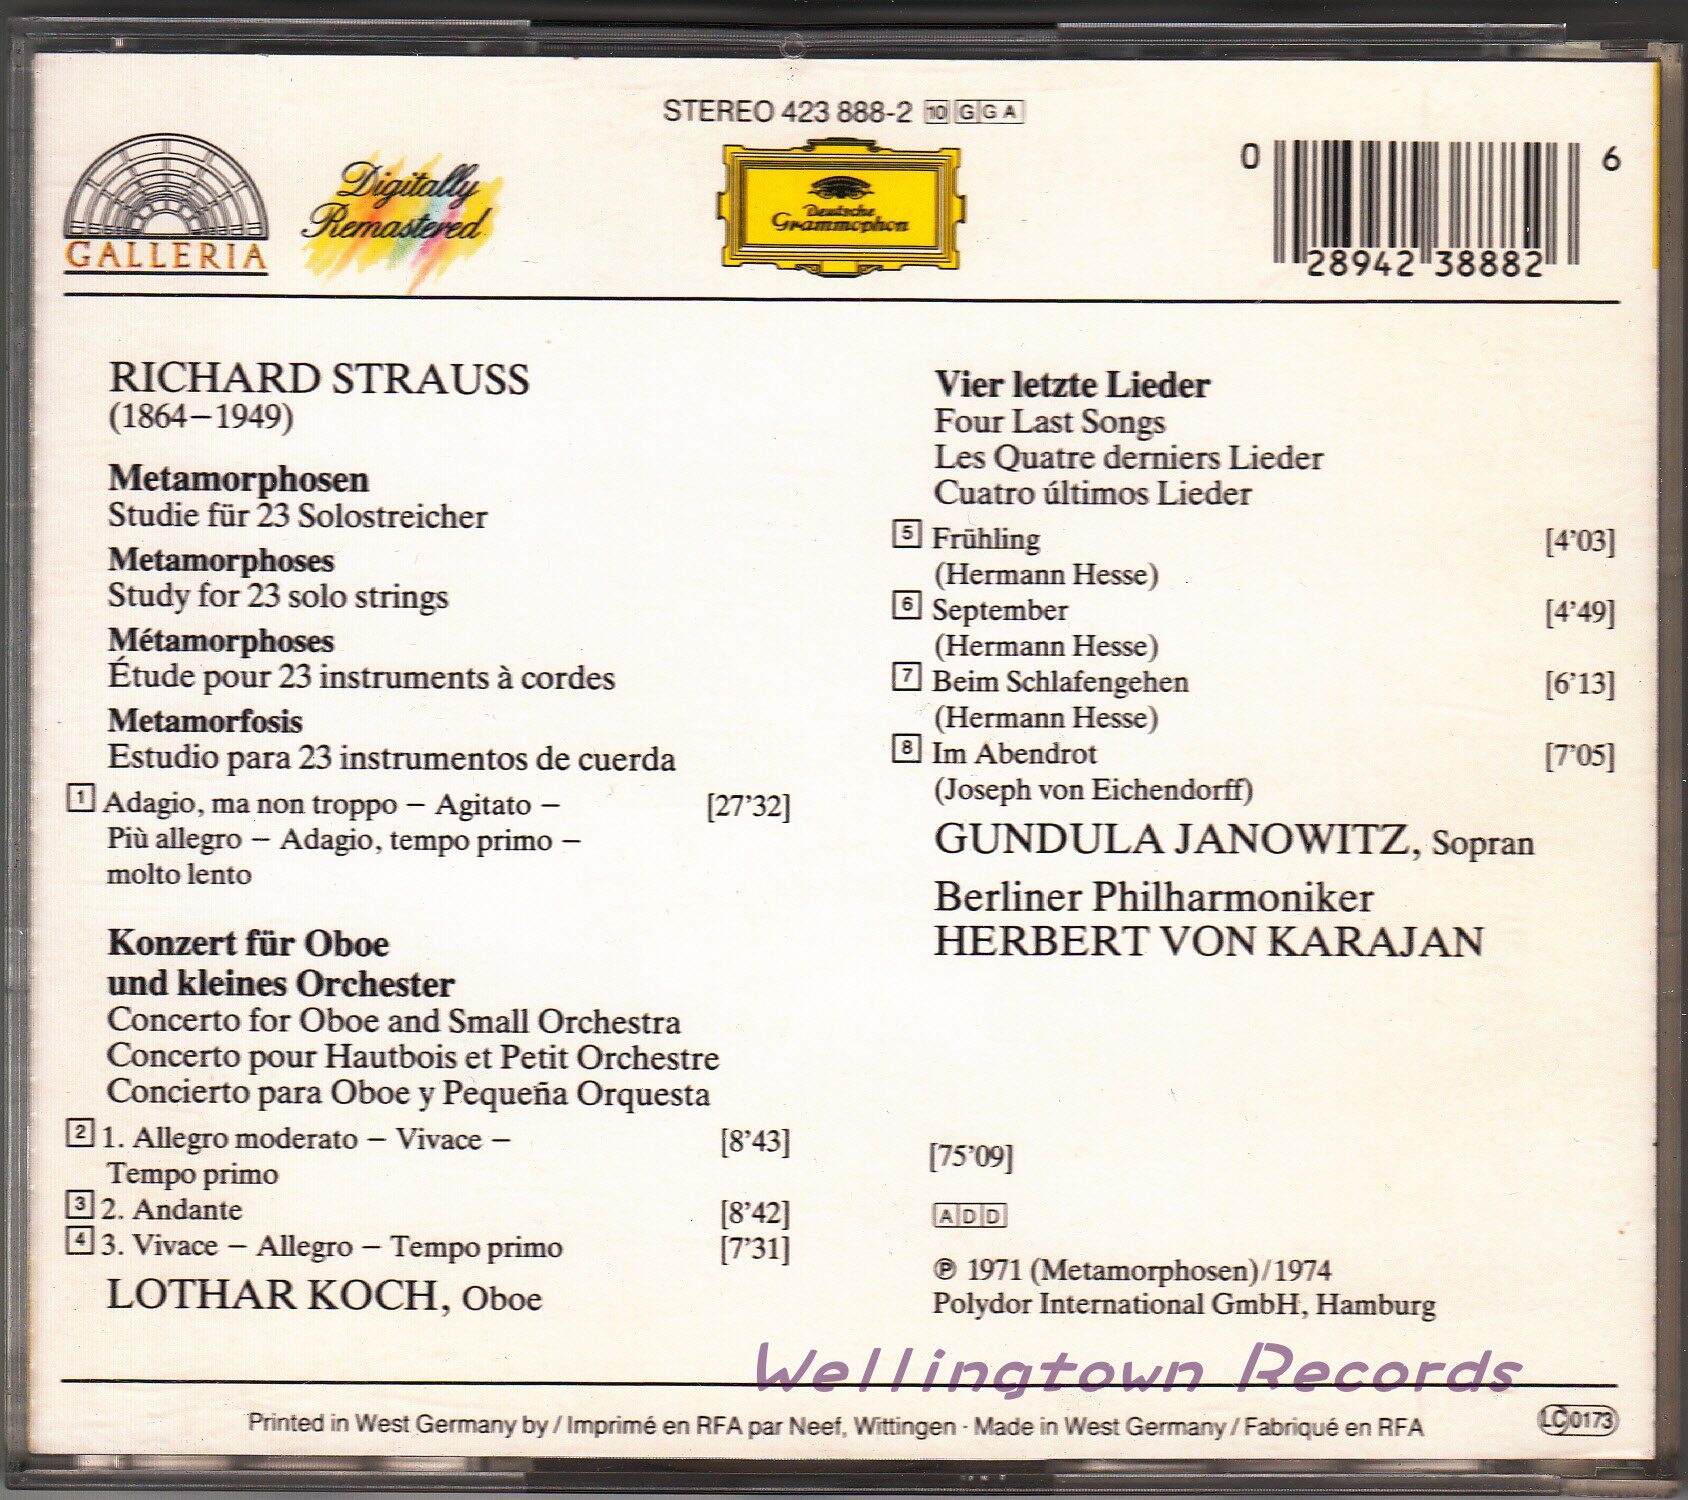 STEREO 423 888-2 10 G G A
GALLERIA
Digitally
Remastered
Deutsche
Grammophon
0 28942 38882 6
RICHARD STRAUSS
(1864–1949)
Metamorphosen
Studie für 23 Solostreicher
Metamorphoses
Study for 23 solo strings
Métamorphoses
Étude pour 23 instruments à cordes
Metamorfosis
Estudio para 23 instrumentos de cuerda
1 Adagio, ma non troppo – Agitato – [27'32]
Più allegro – Adagio, tempo primo –
molto lento
Konzert für Oboe
und kleines Orchester
Concerto for Oboe and Small Orchestra
Concerto pour Hautbois et Petit Orchestre
Concierto para Oboe y Pequeña Orquesta
2 1. Allegro moderato – Vivace – [8'43]
Tempo primo
3 2. Andante [8'42]
4 3. Vivace – Allegro – Tempo primo [7'31]
LOTHAR KOCH, Oboe
Vier letzte Lieder
Four Last Songs
Les Quatre derniers Lieder
Cuatro últimos Lieder
5 Frühling [4'03]
(Hermann Hesse)
6 September [4'49]
(Hermann Hesse)
7 Beim Schlafengehen [6'13]
(Hermann Hesse)
8 Im Abendrot [7'05]
(Joseph von Eichendorff)
GUNDULA JANOWITZ, Sopran
Berliner Philharmoniker
HERBERT VON KARAJAN
[75'09]
ADD
℗ 1971 (Metamorphosen)/1974
Polydor International GmbH, Hamburg
Wellingtown Records
Printed in West Germany by / Imprimé en RFA par Neef, Wittingen · Made in West Germany / Fabriqué en RFA
LC 0173